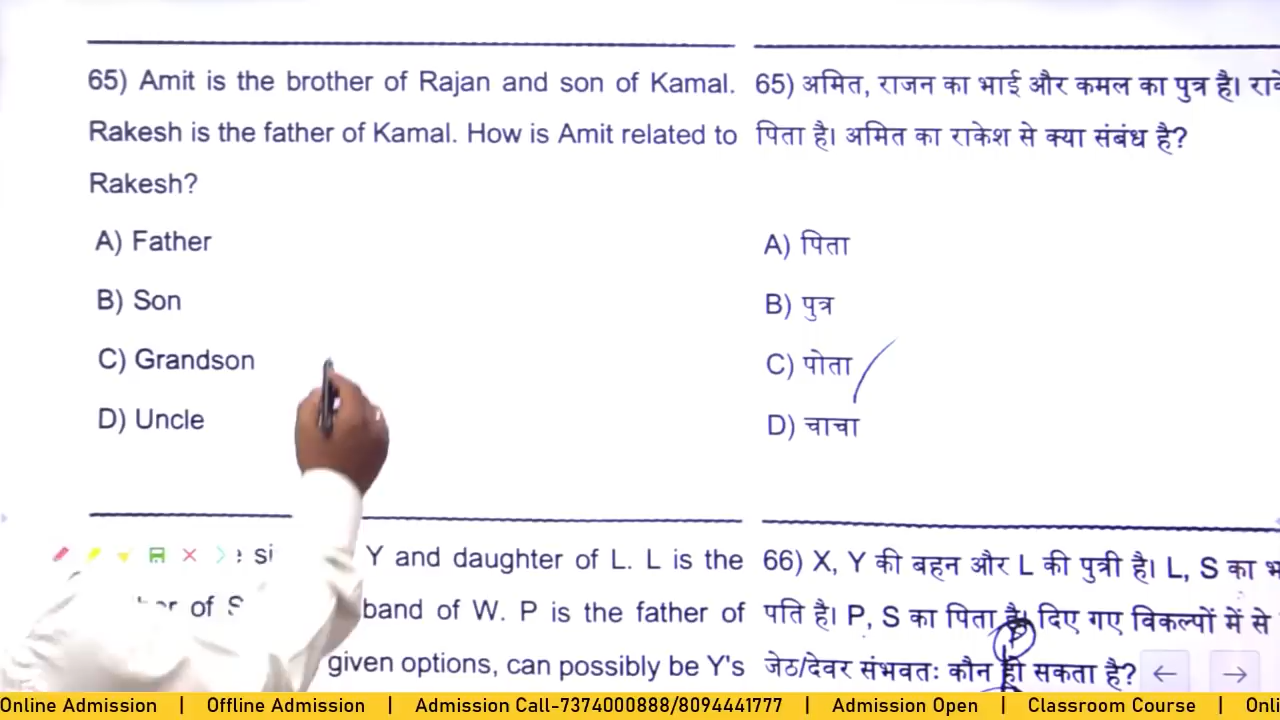 65) Amit is the brother of Rajan and son of Kamal.
Rakesh is the father of Kamal. How is Amit related to
Rakesh?
A) Father
B) Son
C) Grandson
D) Uncle
65) अमित, राजन का भाई और कमल का पुत्र है।
पिता है। अमित का राकेश से क्या संबंध है?
A) पिता
B) पुत्र
C) पोता
D) चाचा
Y and daughter of L. L is the
of S band of W. P is the father of
given options, can possibly be Y's
66) X, Y की बहन और L की पुत्री है। L, S का
पति है। P, S का पिता है। दिए गए विकल्पों में से
जेठ/देवर संभवतः कौन हो सकता है?
P
Online Admission | Offline Admission | Admission Call-7374000888/8094441777 | Admission Open | Classroom Course | Onli